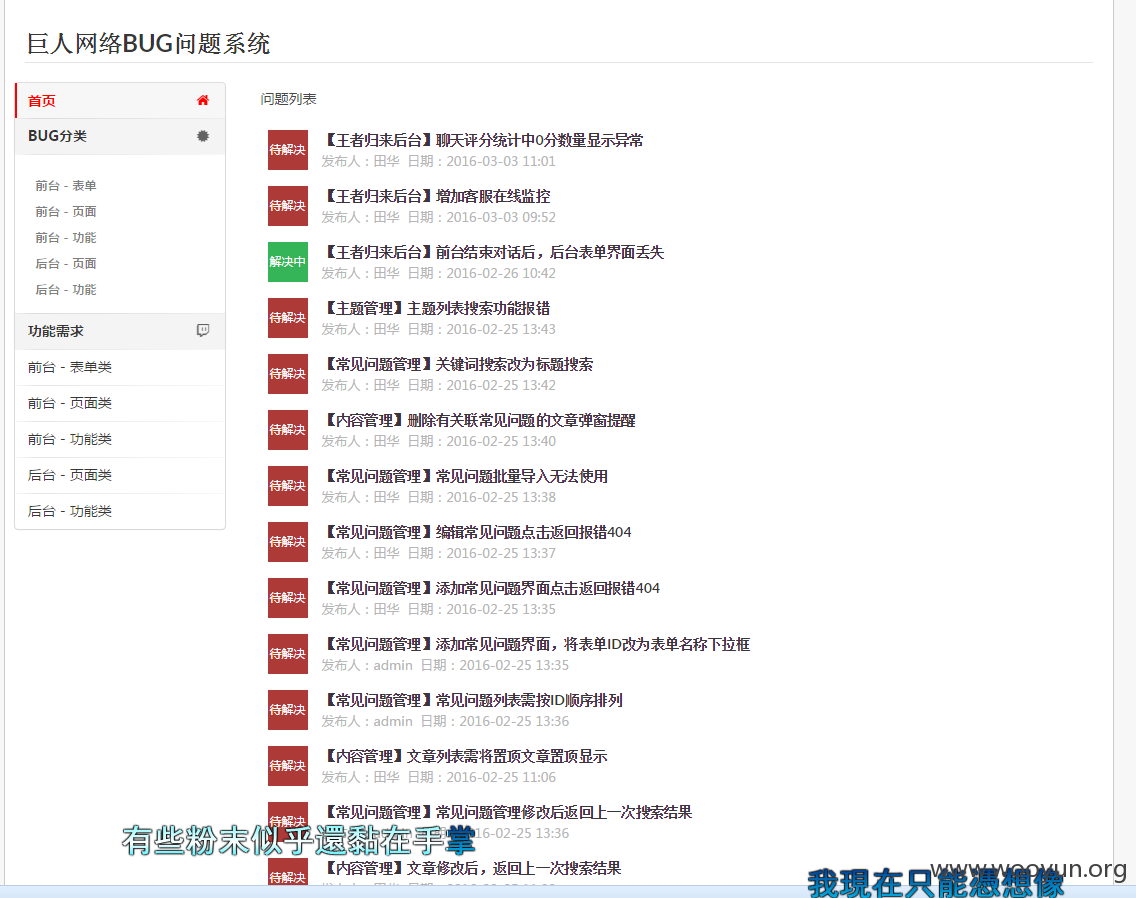 巨人网络BUG问题系统
首页
BUG分类
前台 - 表单
前台 - 页面
前台 - 功能
后台 - 页面
后台 - 功能
功能需求
前台 - 表单类
前台 - 页面类
前台 - 功能类
后台 - 页面类
后台 - 功能类
问题列表
待解决
【王者归来后台】聊天评分统计中0分数量显示异常
发布人：田华 日期：2016-03-03 11:01
待解决
【王者归来后台】增加客服在线监控
发布人：田华 日期：2016-03-03 09:52
解决中
【王者归来后台】前台结束对话后，后台表单界面丢失
发布人：田华 日期：2016-02-26 10:42
待解决
【主题管理】主题列表搜索功能报错
发布人：田华 日期：2016-02-25 13:43
待解决
【常见问题管理】关键词搜索改为标题搜索
发布人：田华 日期：2016-02-25 13:42
待解决
【内容管理】删除有关联常见问题的文章弹窗提醒
发布人：田华 日期：2016-02-25 13:40
待解决
【常见问题管理】常见问题批量导入无法使用
发布人：田华 日期：2016-02-25 13:38
待解决
【常见问题管理】编辑常见问题点击返回报错404
发布人：田华 日期：2016-02-25 13:37
待解决
【常见问题管理】添加常见问题界面点击返回报错404
发布人：田华 日期：2016-02-25 13:35
待解决
【常见问题管理】添加常见问题界面，将表单ID改为表单名称下拉框
发布人：admin 日期：2016-02-25 13:35
待解决
【常见问题管理】常见问题列表需按ID顺序排列
发布人：admin 日期：2016-02-25 13:36
待解决
【内容管理】文章列表需将置顶文章置顶显示
发布人：田华 日期：2016-02-25 11:06
待解决
【常见问题管理】常见问题管理修改后返回上一次搜索结果
16-02-25 13:36
有些粉末似乎還黏在手掌
待解决
【内容管理】文章修改后，返回上一次搜索结果
www.wooyun.org
我現在只能憑想像